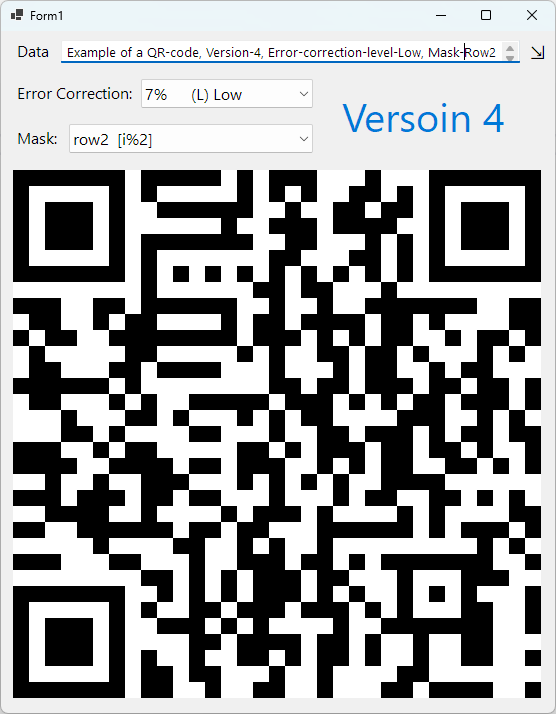 Form1
Data Example of a QR-code, Version-4, Error-correction-level-Low, Mask-Row2
Error Correction: 7% (L) Low
Versoin 4
Mask: row2 [i%2]